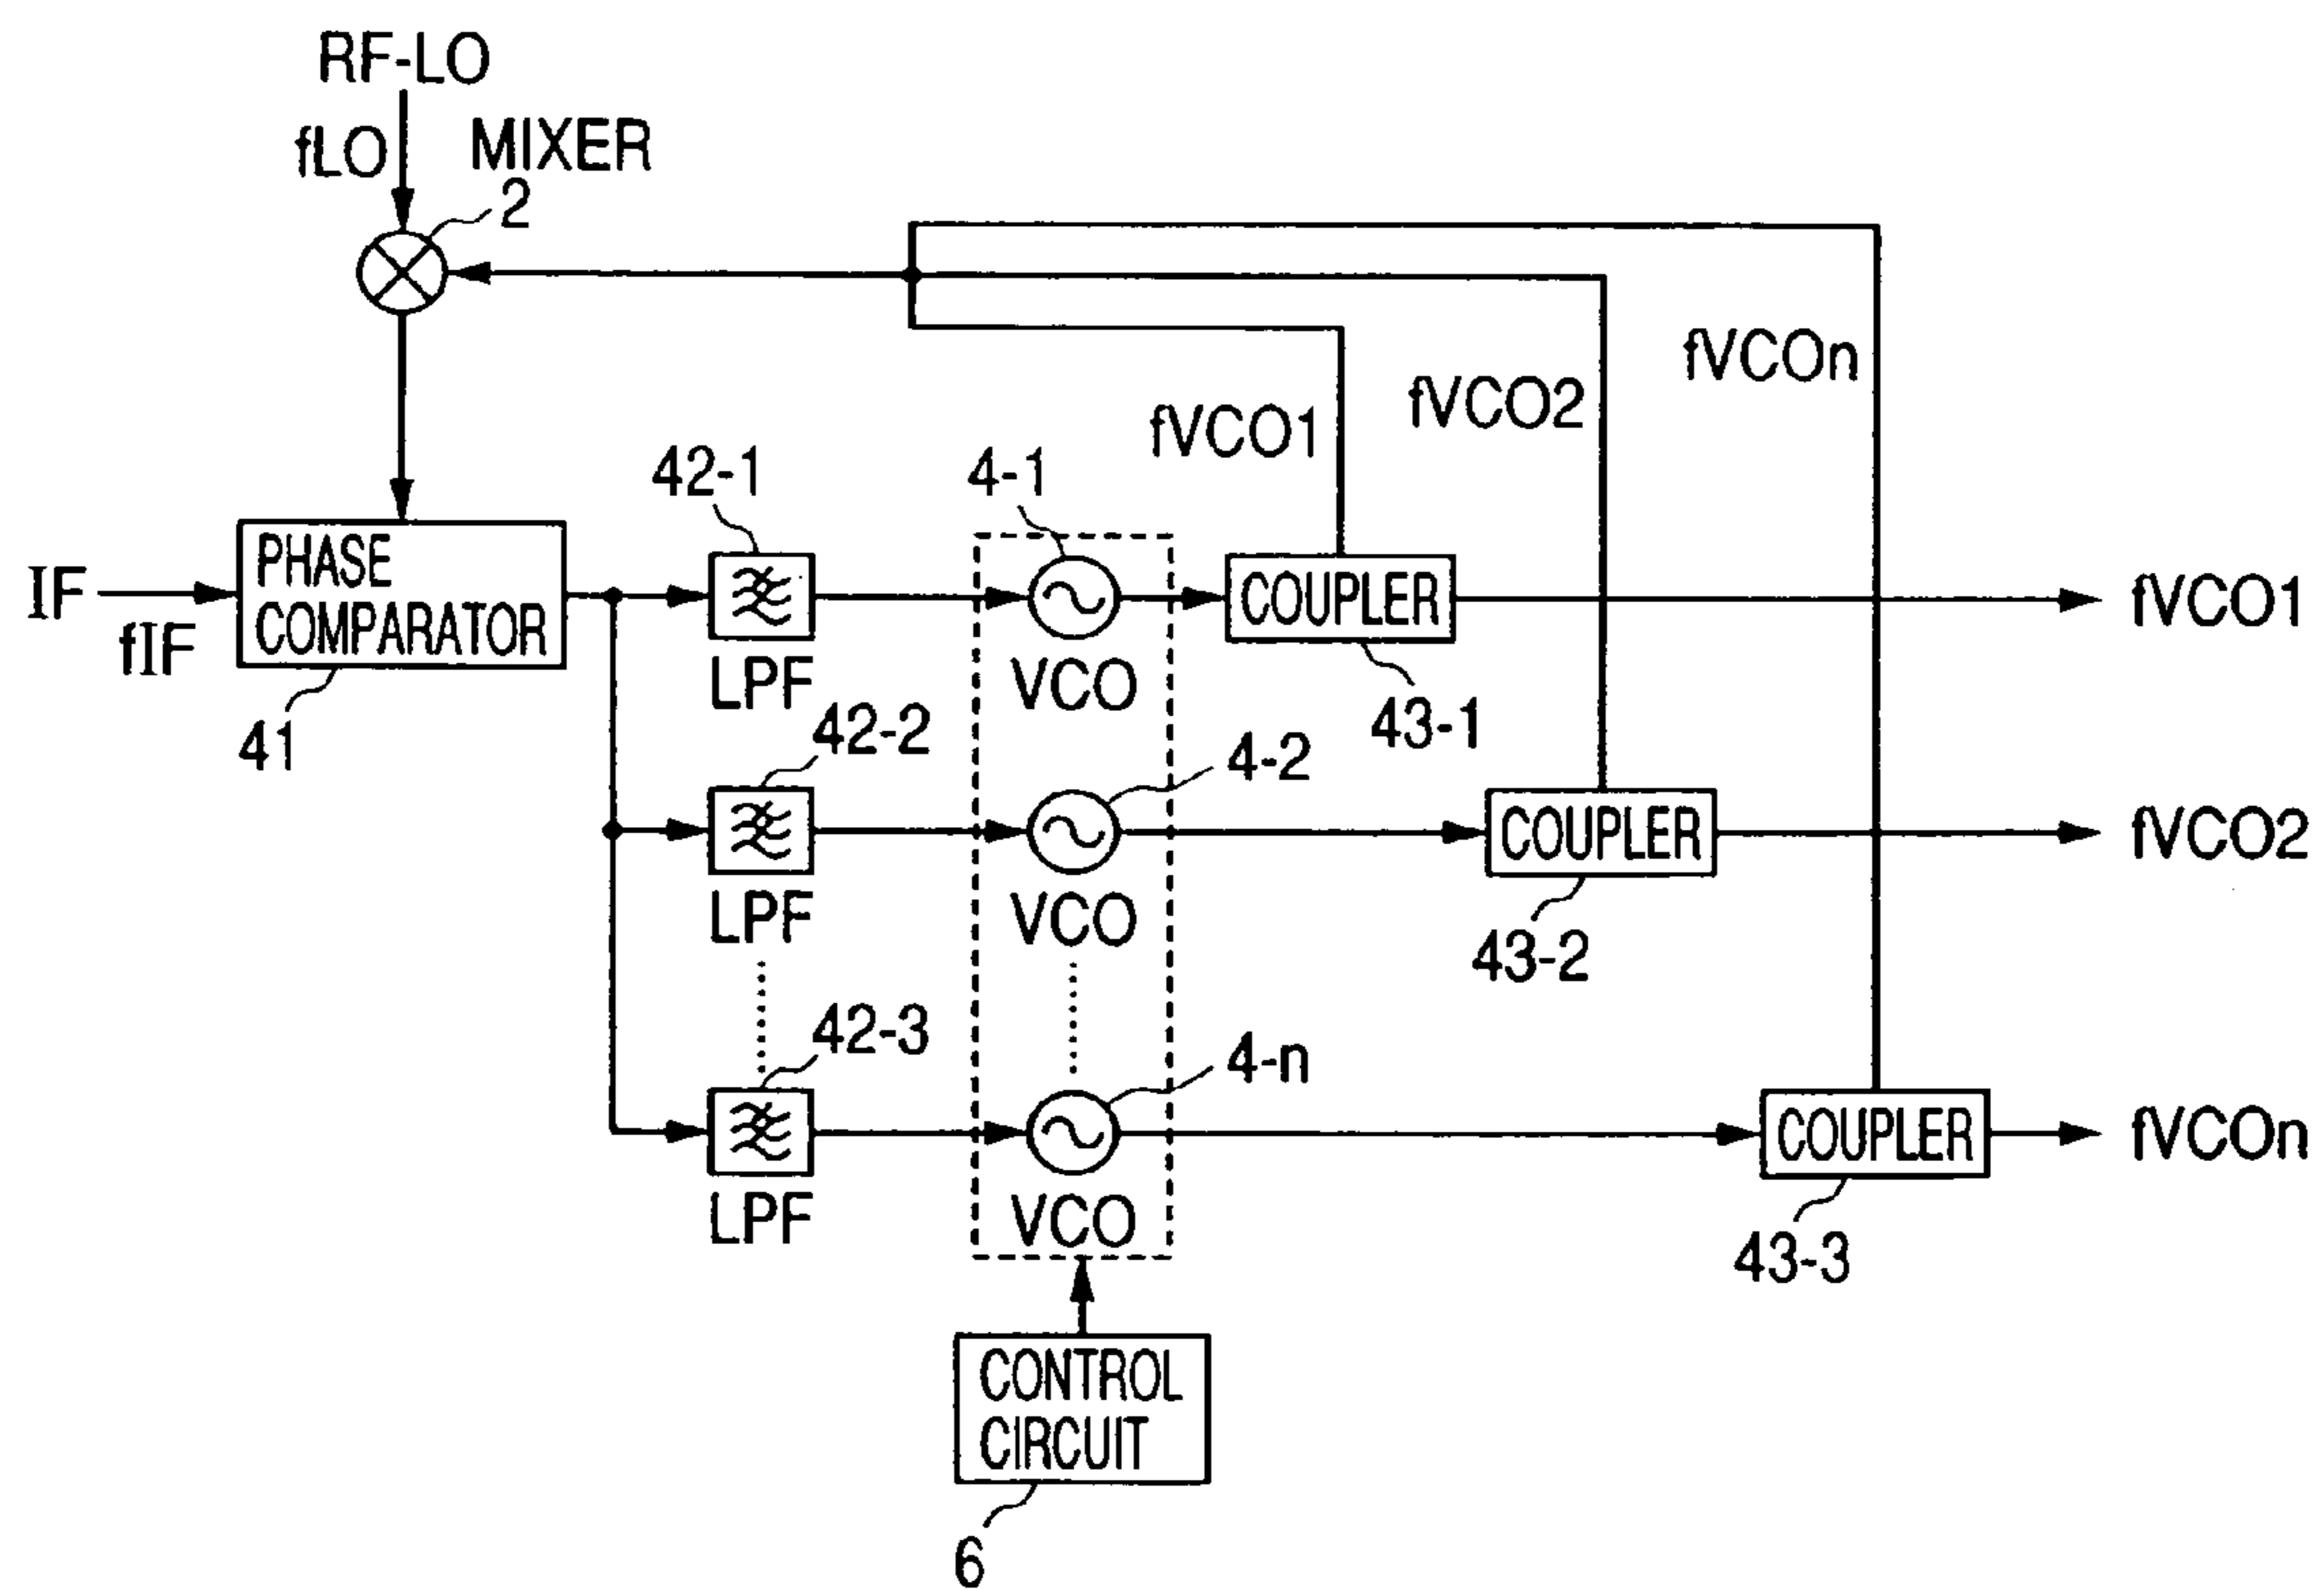 RF-LO
fLO
MIXER
2
fVCOn
fVCO2
fVCO1
42-1
4-1
IF
fIF
PHASE
COMPARATOR
41
LPF
VCO
COUPLER
43-1
fVCO1
42-2
4-2
LPF
VCO
COUPLER
43-2
fVCO2
42-3
4-n
LPF
VCO
COUPLER
43-3
fVCOn
CONTROL
CIRCUIT
6